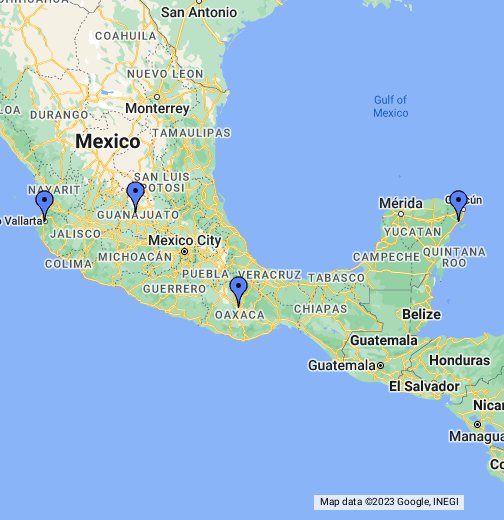 San Antonio
COAHUILA
NUEVO LEON
Gulf of
Mexico
Monterrey
DURANGO
TAMAULIPAS
Mexico
SAN LUIS
POTOSI
NAYARIT
Vallarta
GUANAJUATO
Mérida
YUCATAN
JALISCO
Mexico City
QUINTANA
ROO
MICHOACÁN
CAMPECHE
COLIMA
PUEBLA
VERACRUZ
TABASCO
GUERRERO
OAXACA
CHIAPAS
Belize
Guatemala
Honduras
Guatemala
El Salvador
Managua
Map data ©2023 Google, INEGI